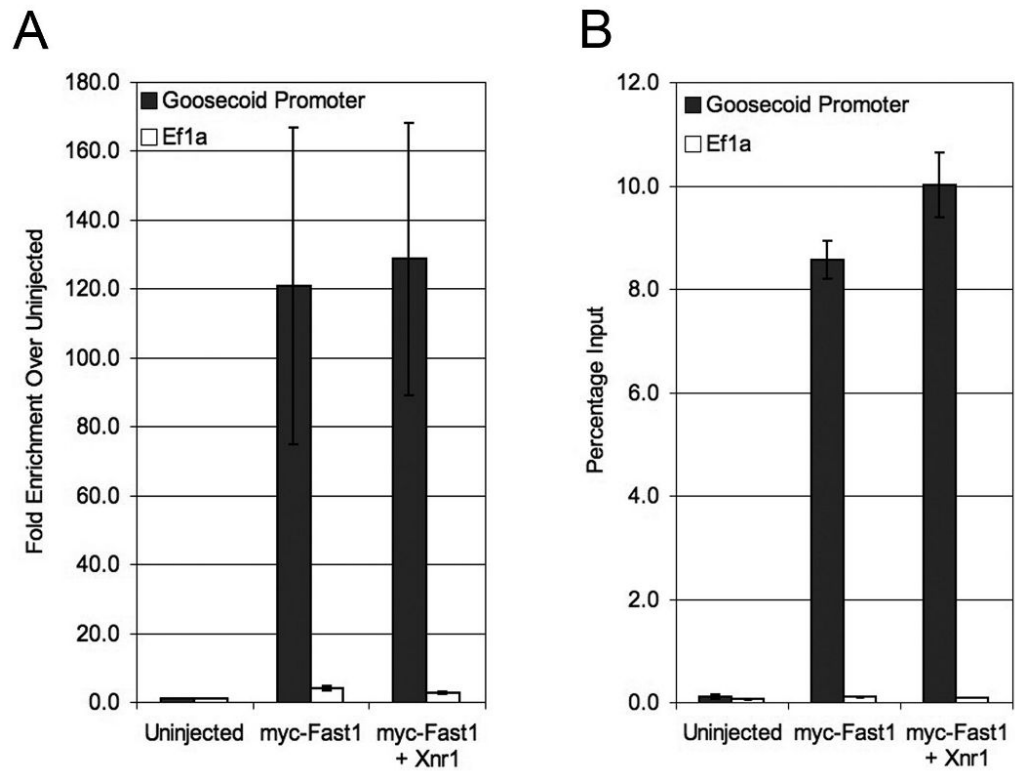 A
Fold Enrichment Over Uninjected
180.0
160.0
140.0
120.0
100.0
80.0
60.0
40.0
20.0
0.0
Goosecoid Promoter
Ef1a
Uninjected
myc-Fast1
myc-Fast1
+ Xnr1
B
Percentage Input
12.0
10.0
8.0
6.0
4.0
2.0
0.0
Goosecoid Promoter
Ef1a
Uninjected
myc-Fast1
myc-Fast1
+ Xnr1